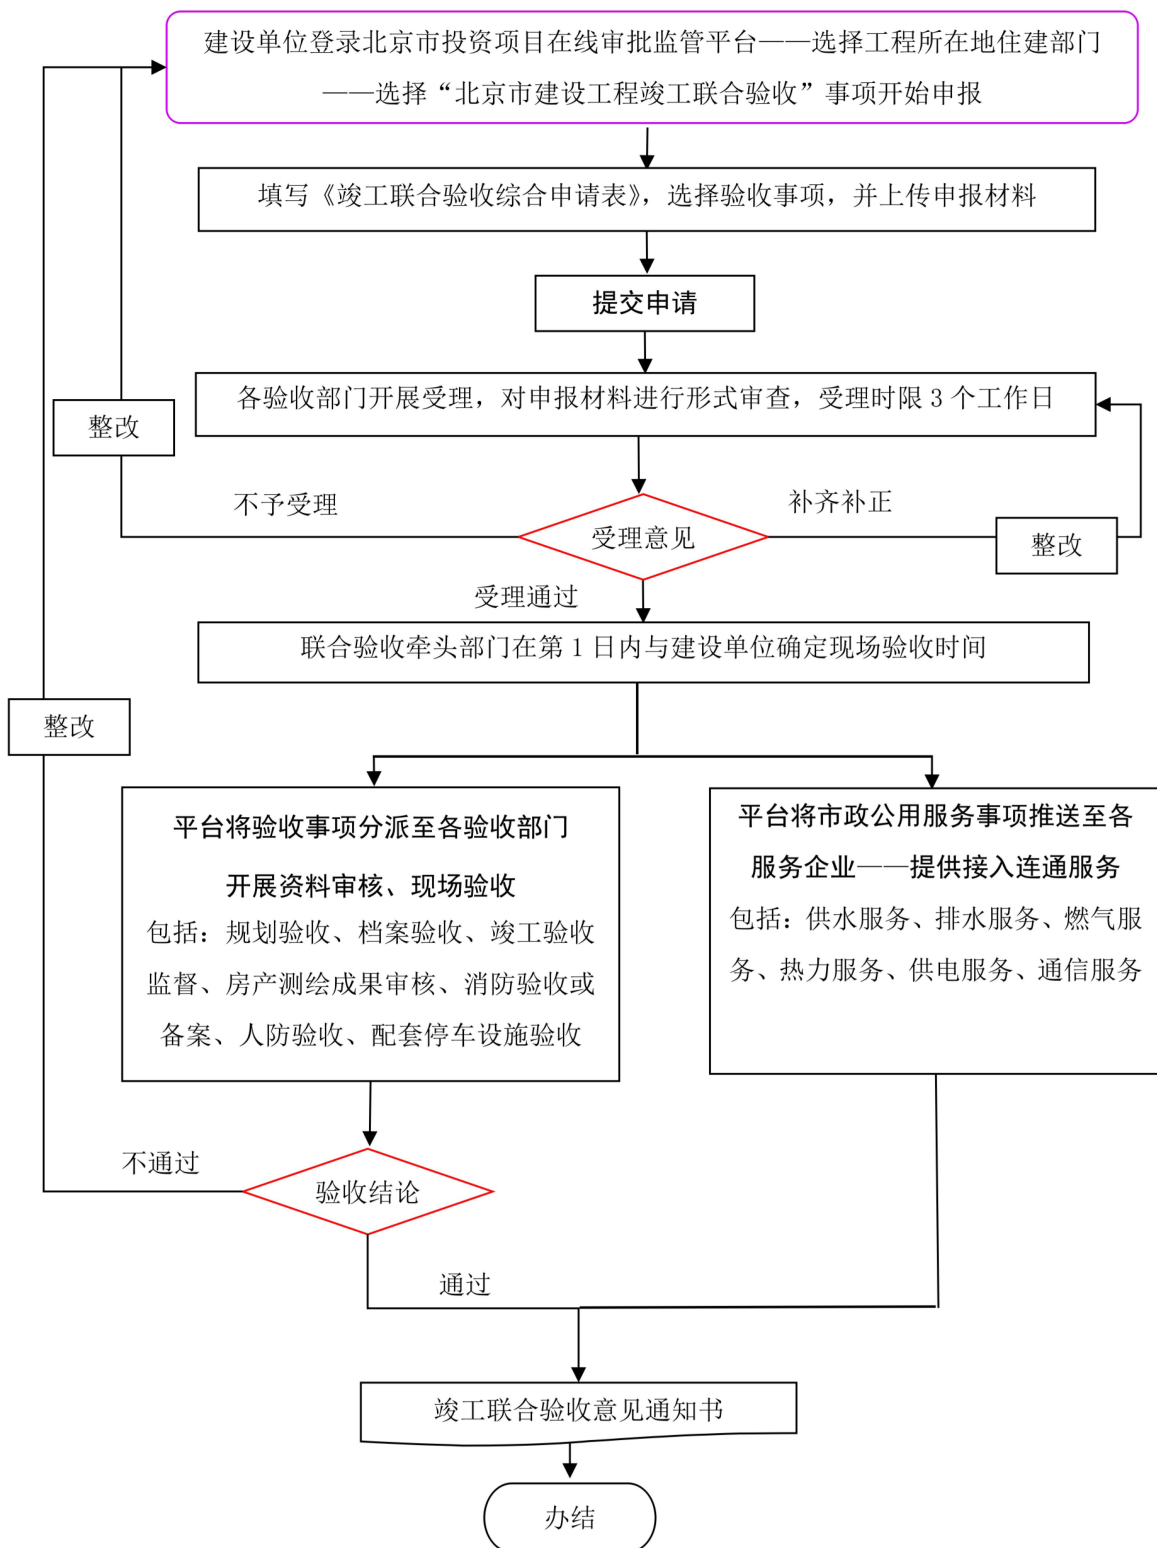 建设单位登录北京市投资项目在线审批监管平台——选择工程所在地住建部门
——选择“北京市建设工程竣工联合验收”事项开始申报
填写《竣工联合验收综合申请表》，选择验收事项，并上传申报材料
提交申请
各验收部门开展受理，对申报材料进行形式审查，受理时限 3 个工作日
整改
不予受理
补齐补正
受理意见
整改
受理通过
联合验收牵头部门在第 1 日内与建设单位确定现场验收时间
整改
平台将验收事项分派至各验收部门
开展资料审核、现场验收
包括：规划验收、档案验收、竣工验收
监督、房产测绘成果审核、消防验收或
备案、人防验收、配套停车设施验收
平台将市政公用服务事项推送至各
服务企业——提供接入连通服务
包括：供水服务、排水服务、燃气服
务、热力服务、供电服务、通信服务
不通过
验收结论
通过
竣工联合验收意见通知书
办结